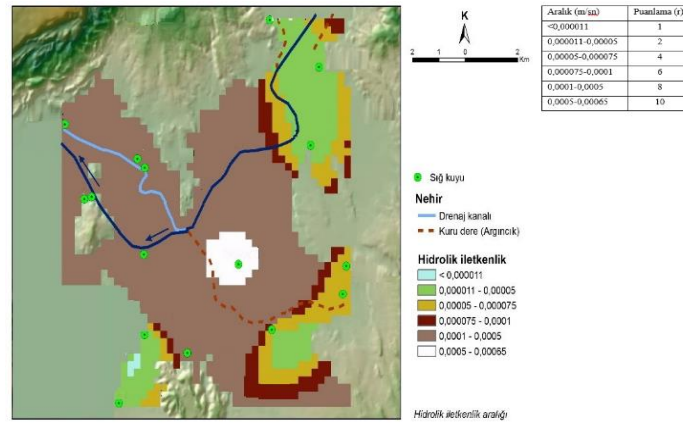 K
2 1 0 2
Km
Sığ kuyu
Nehir
Drenaj kanalı
Kuru dere (Argıncık)
Hidrolik iletkenlik
< 0,000011
0,000011 - 0,00005
0,00005 - 0,000075
0,000075 - 0,0001
0,0001 - 0,0005
0,0005 - 0,00065
Hidrolik iletkenlik aralığı
Aralık (m/sn) Puanlama (r)
<0,000011 1
0,000011-0,00005 2
0,00005-0,000075 4
0,000075-0,0001 6
0,0001-0,0005 8
0,0005-0,00065 10